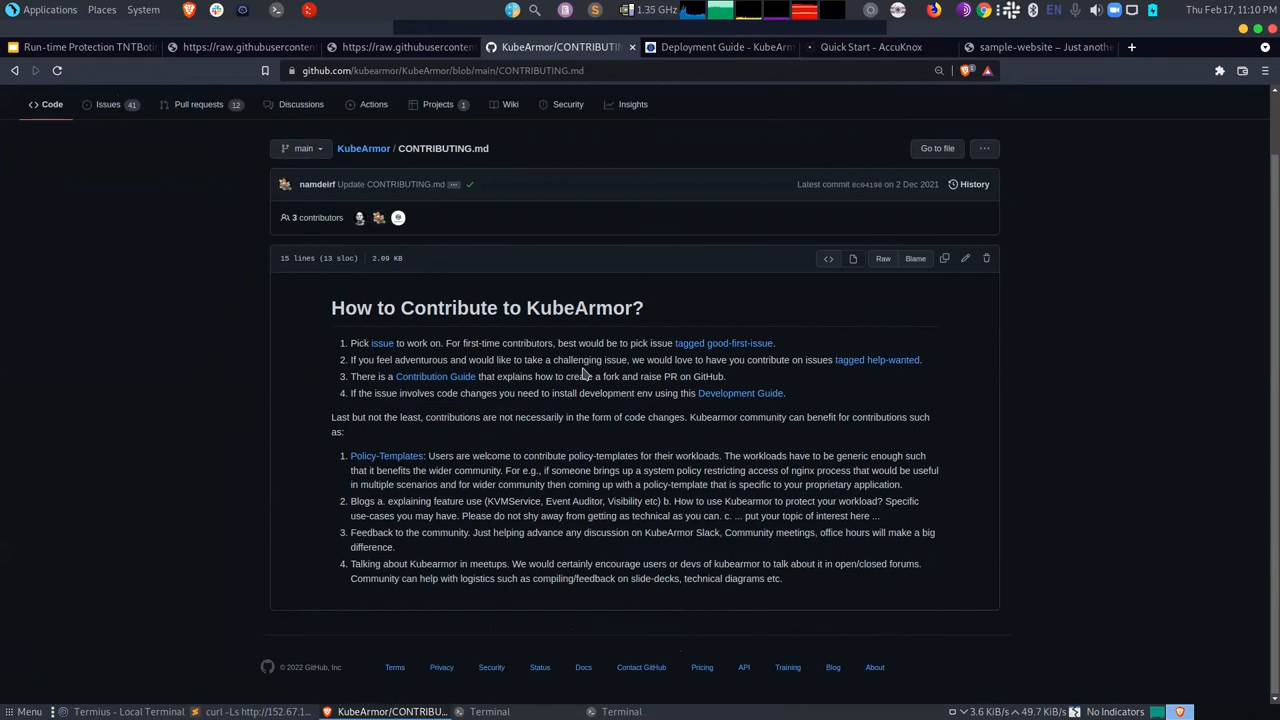 Applications Places System 1.35 GHz EN Thu Feb 17, 11:10 PM
Run-time Protection TNTBoti https://raw.githubusercontent https://raw.githubusercontent KubeArmor/CONTRIBUTIN Deployment Guide - KubeArm Quick Start - AccuKnox sample-website – Just anothe
github.com/kubearmor/KubeArmor/blob/main/CONTRIBUTING.md
Code Issues 41 Pull requests 12 Discussions Actions Projects 1 Wiki Security Insights
main KubeArmor / CONTRIBUTING.md Go to file
namdeirf Update CONTRIBUTING.md Latest commit 8c04198 on 2 Dec 2021 History
3 contributors
15 lines (13 sloc) 2.09 KB Raw Blame
How to Contribute to KubeArmor?
1. Pick issue to work on. For first-time contributors, best would be to pick issue tagged good-first-issue.
2. If you feel adventurous and would like to take a challenging issue, we would love to have you contribute on issues tagged help-wanted.
3. There is a Contribution Guide that explains how to create a fork and raise PR on GitHub.
4. If the issue involves code changes you need to install development env using this Development Guide.
Last but not the least, contributions are not necessarily in the form of code changes. Kubearmor community can benefit for contributions such
as:
1. Policy-Templates: Users are welcome to contribute policy-templates for their workloads. The workloads have to be generic enough such
that it benefits the wider community. For e.g., if someone brings up a system policy restricting access of nginx process that would be useful
in multiple scenarios and for wider community then coming up with a policy-template that is specific to your proprietary application.
2. Blogs a. explaining feature use (KVMService, Event Auditor, Visibility etc) b. How to use Kubearmor to protect your workload? Specific
use-cases you may have. Please do not shy away from getting as technical as you can. c. ... put your topic of interest here ...
3. Feedback to the community. Just helping advance any discussion on KubeArmor Slack, Community meetings, office hours will make a big
difference.
4. Talking about Kubearmor in meetups. We would certainly encourage users or devs of kubearmor to talk about it in open/closed forums.
Community can help with logistics such as compiling/feedback on slide-decks, technical diagrams etc.
© 2022 GitHub, Inc. Terms Privacy Security Status Docs Contact GitHub Pricing API Training Blog About
Menu Termius - Local Terminal curl -Ls http://152.67.1... KubeArmor/CONTRIBU... Terminal Terminal 3.6 KiB/s 49.7 KiB/s No Indicators